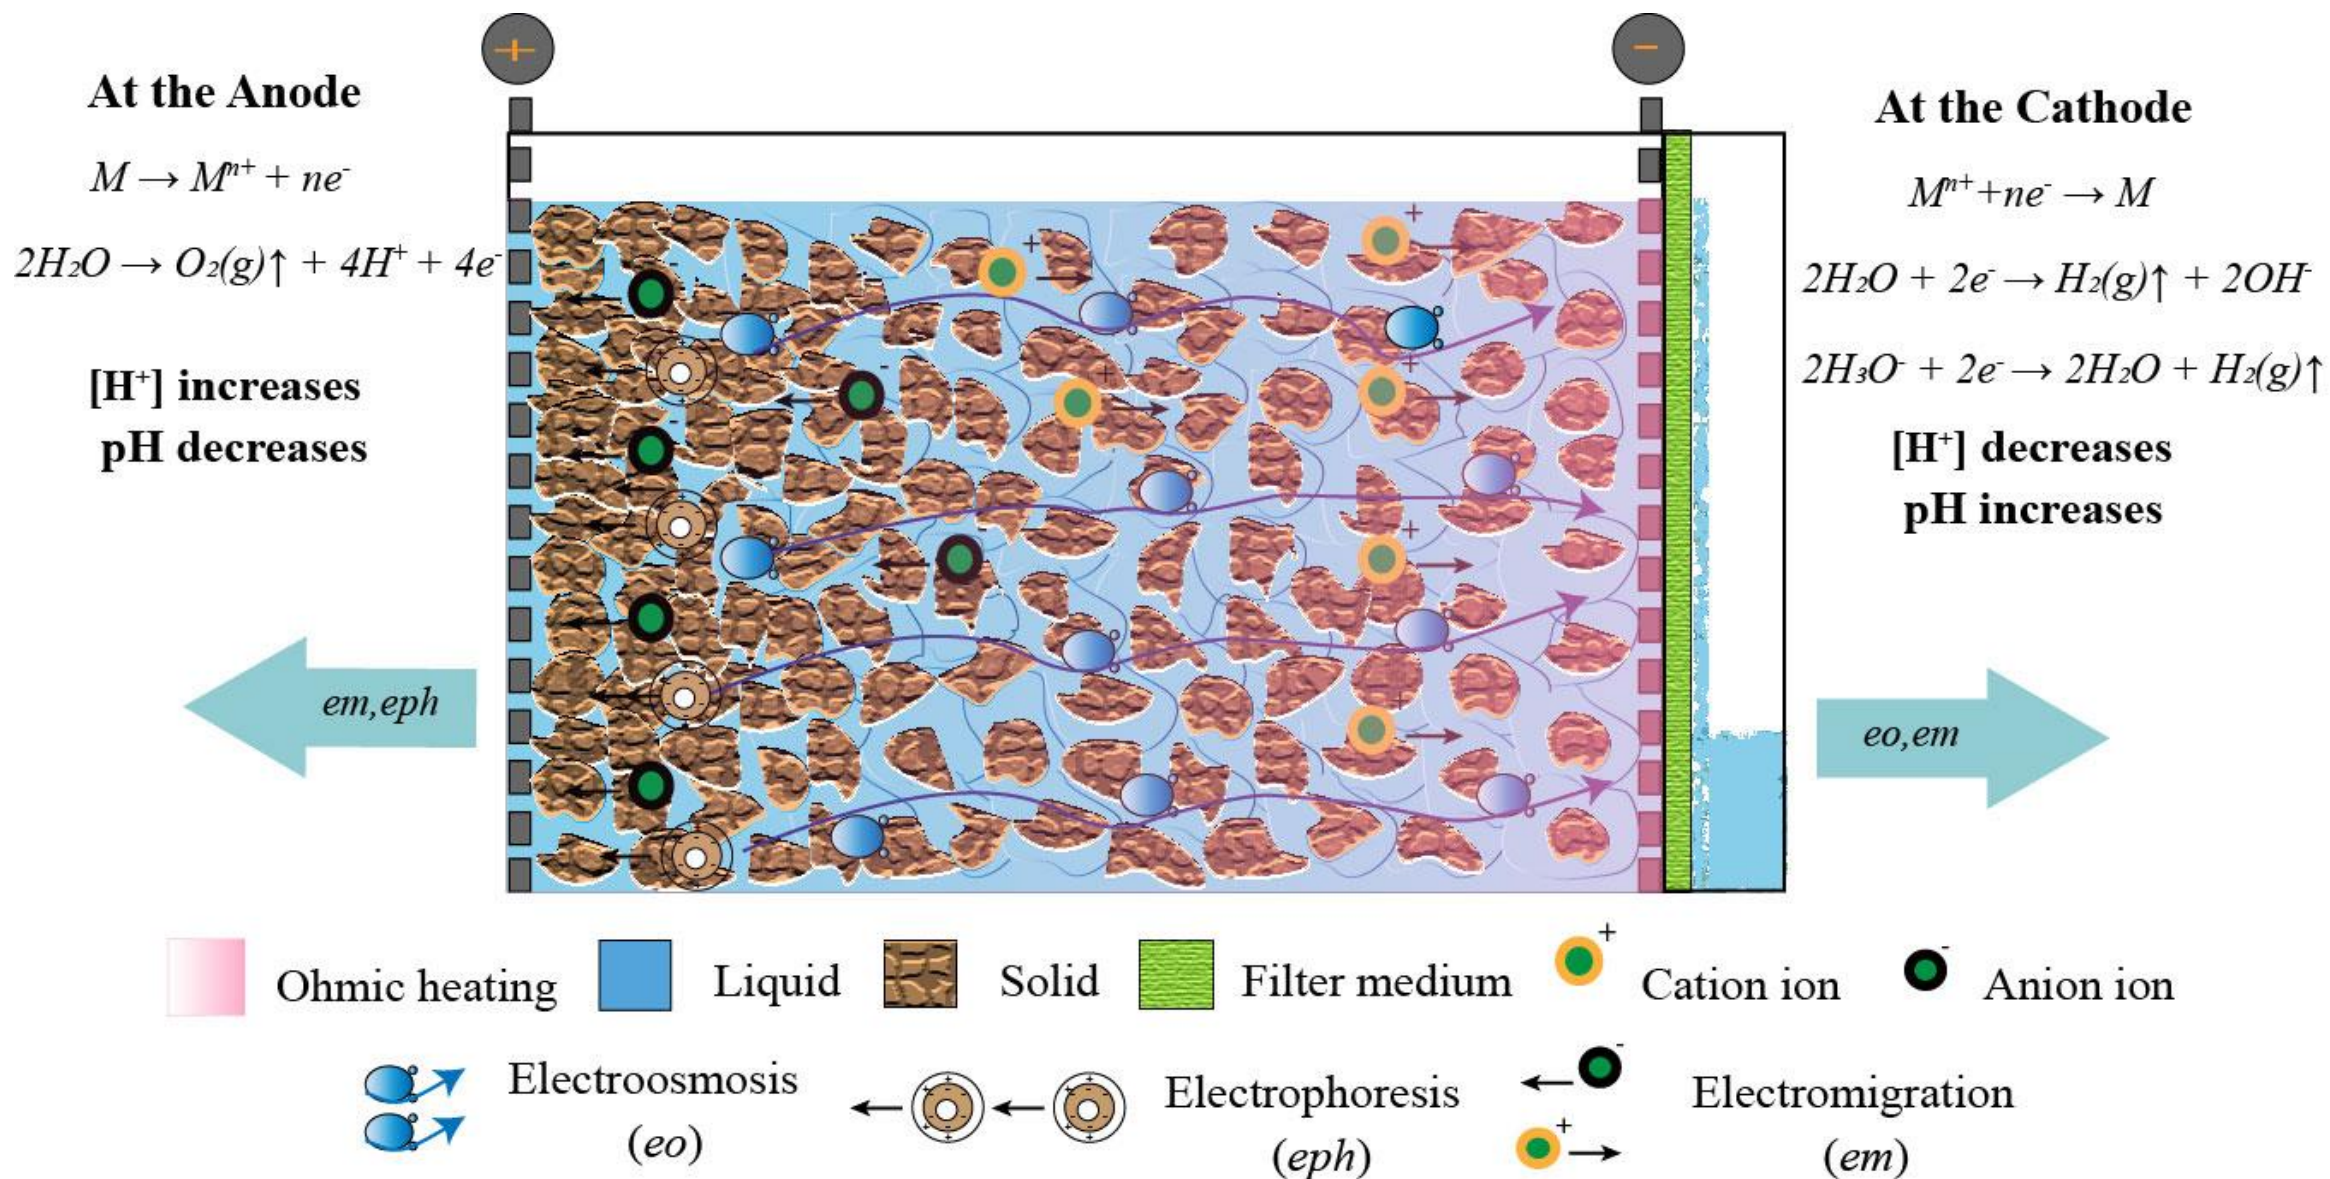 +
−
At the Anode
M → Mⁿ⁺ + ne⁻
2H₂O → O₂(g)↑ + 4H⁺ + 4e⁻
[H⁺] increases
pH decreases
em,eph
At the Cathode
Mⁿ⁺+ne⁻ → M
2H₂O + 2e⁻ → H₂(g)↑ + 2OH⁻
2H₃O⁻ + 2e⁻ → 2H₂O + H₂(g)↑
[H⁺] decreases
pH increases
eo,em
Ohmic heating
Liquid
Solid
Filter medium
Cation ion
Anion ion
Electroosmosis
(eo)
Electrophoresis
(eph)
Electromigration
(em)